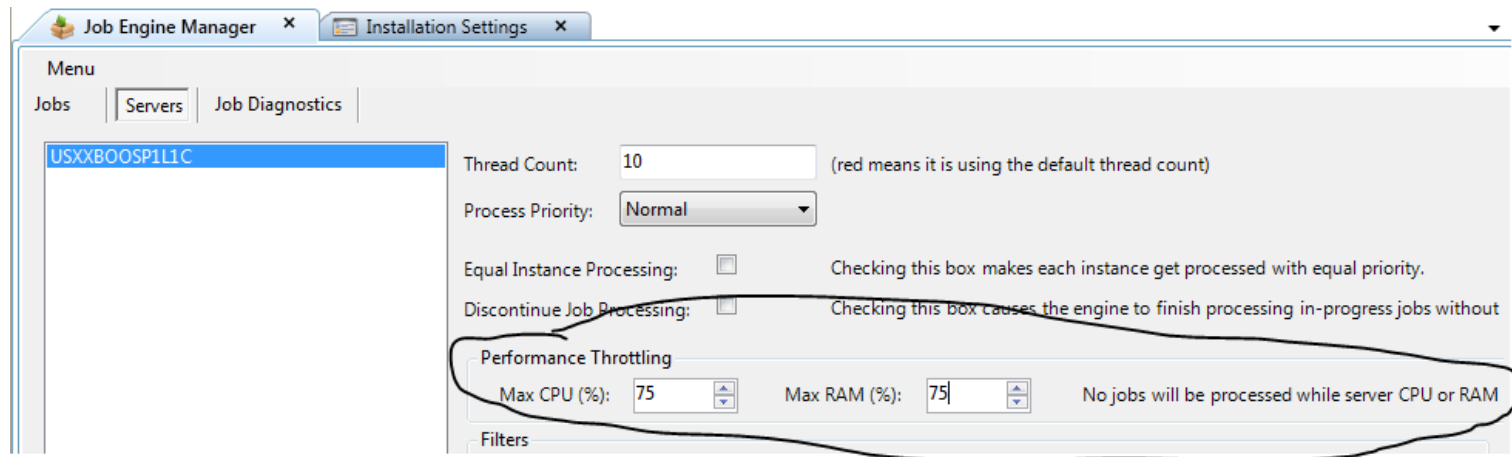 Job Engine Manager × Installation Settings ×
Menu
Jobs Servers Job Diagnostics
USXXBOOSP1L1C
Thread Count: 10 (red means it is using the default thread count)
Process Priority: Normal
Equal Instance Processing: Checking this box makes each instance get processed with equal priority.
Discontinue Job Processing: Checking this box causes the engine to finish processing in-progress jobs without
Performance Throttling
Max CPU (%): 75 Max RAM (%): 75 No jobs will be processed while server CPU or RAM
Filters